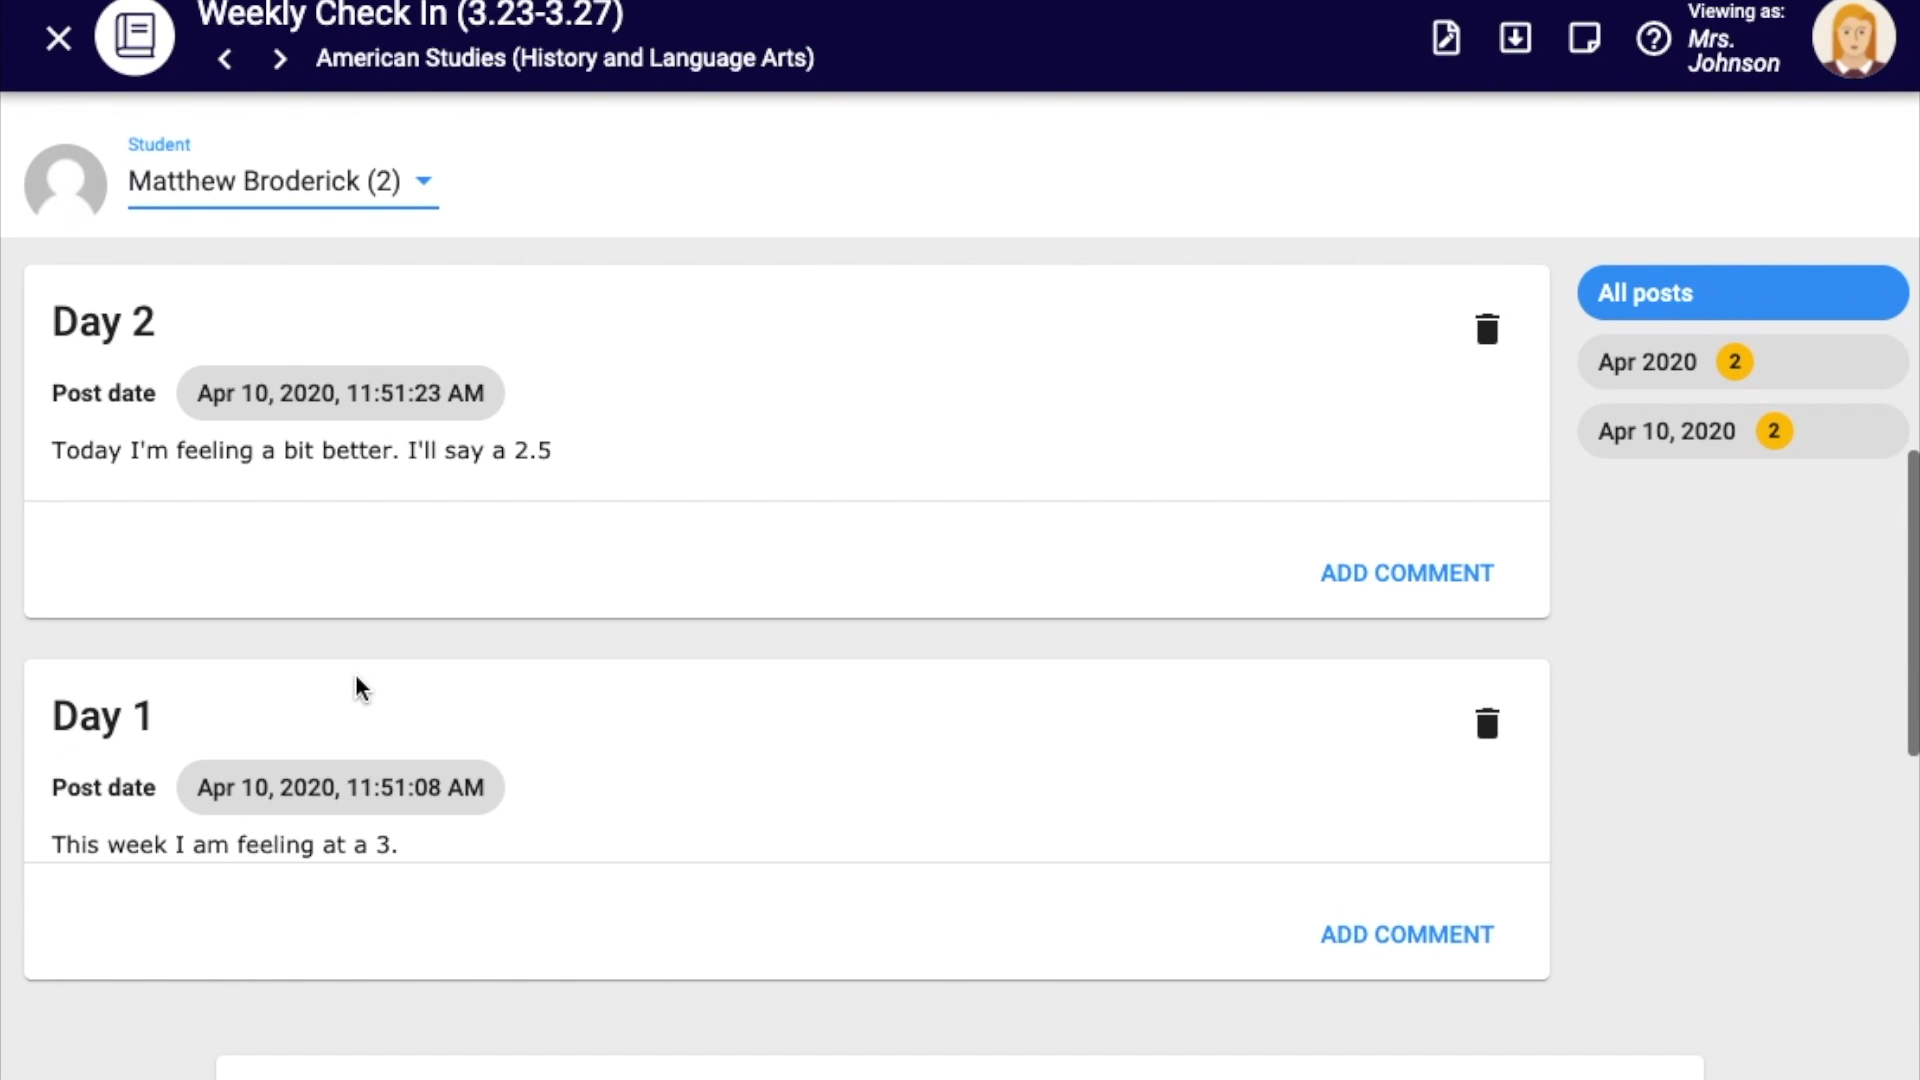 Weekly Check In (3.23-3.27)
American Studies (History and Language Arts)
Viewing as:
Mrs.
Johnson
Student
Matthew Broderick (2)
Day 2
Post date Apr 10, 2020, 11:51:23 AM
Today I'm feeling a bit better. I'll say a 2.5
ADD COMMENT
Day 1
Post date Apr 10, 2020, 11:51:08 AM
This week I am feeling at a 3.
ADD COMMENT
All posts
Apr 2020 2
Apr 10, 2020 2